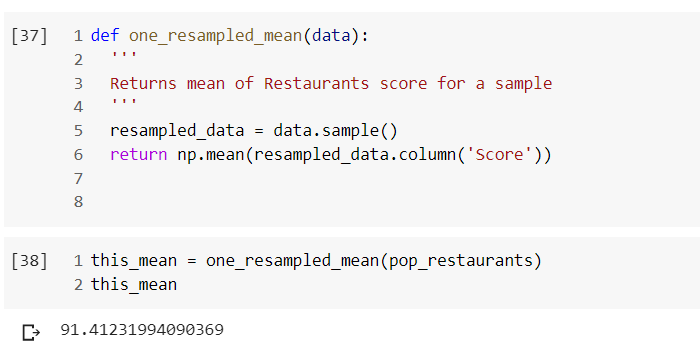 [37] 1 def one_resampled_mean(data):
2   '''
3   Returns mean of Restaurants score for a sample
4   '''
5   resampled_data = data.sample()
6   return np.mean(resampled_data.column('Score'))
7
8
[38] 1 this_mean = one_resampled_mean(pop_restaurants)
2 this_mean
91.41231994090369